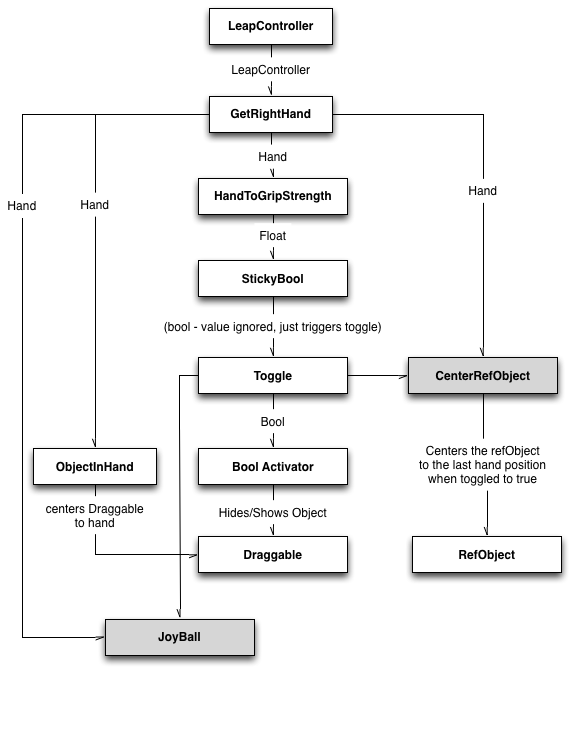 LeapController
LeapController
GetRightHand
Hand
Hand
Hand
Hand
HandToGripStrength
Float
StickyBool
(bool - value ignored, just triggers toggle)
Toggle
CenterRefObject
Bool
Centers the refObject
to the last hand position
when toggled to true
ObjectInHand
Bool Activator
centers Draggable
to hand
Hides/Shows Object
Draggable
RefObject
JoyBall